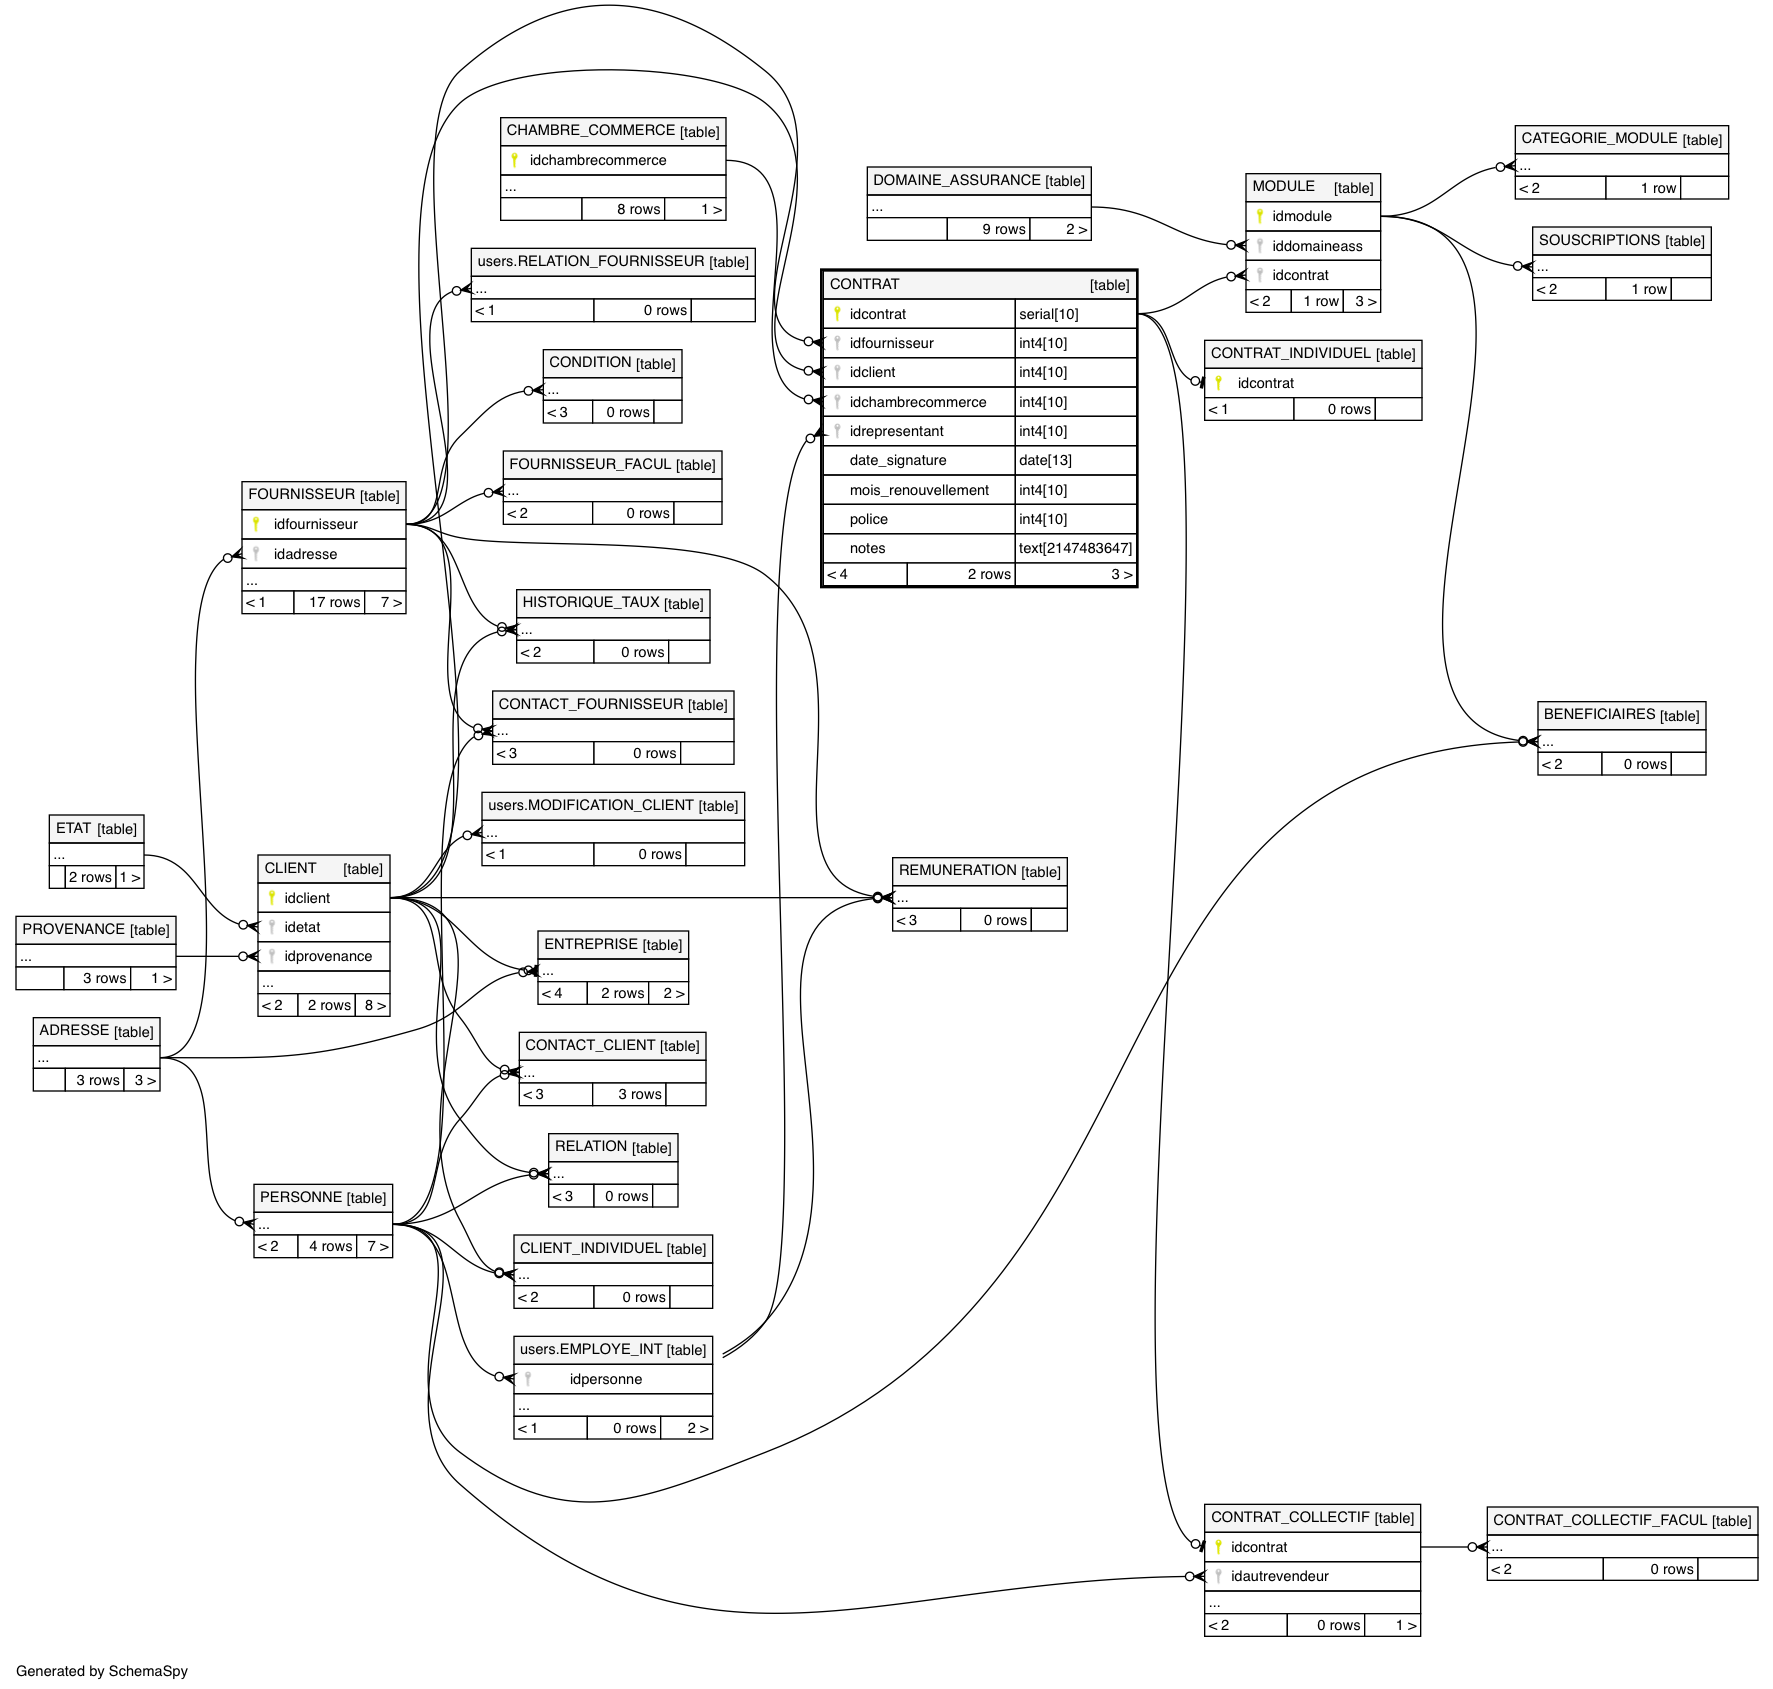 CHAMBRE_COMMERCE [table]
idchambrecommerce
...
8 rows 1 >
users.RELATION_FOURNISSEUR [table]
...
< 1 0 rows
CONDITION [table]
...
< 3 0 rows
FOURNISSEUR_FACUL [table]
...
< 2 0 rows
FOURNISSEUR [table]
idfournisseur
idadresse
...
< 1 17 rows 7 >
HISTORIQUE_TAUX [table]
...
< 2 0 rows
CONTACT_FOURNISSEUR [table]
...
< 3 0 rows
users.MODIFICATION_CLIENT [table]
...
< 1 0 rows
ETAT [table]
...
2 rows 1 >
PROVENANCE [table]
...
3 rows 1 >
ADRESSE [table]
...
3 rows 3 >
CLIENT [table]
idclient
idetat
idprovenance
...
< 2 2 rows 8 >
ENTREPRISE [table]
...
< 4 2 rows 2 >
CONTACT_CLIENT [table]
...
< 3 3 rows
RELATION [table]
...
< 3 0 rows
PERSONNE [table]
...
< 2 4 rows 7 >
CLIENT_INDIVIDUEL [table]
...
< 2 0 rows
users.EMPLOYE_INT [table]
idpersonne
...
< 1 0 rows 2 >
DOMAINE_ASSURANCE [table]
...
9 rows 2 >
CONTRAT [table]
idcontrat serial[10]
idfournisseur int4[10]
idclient int4[10]
idchambrecommerce int4[10]
idrepresentant int4[10]
date_signature date[13]
mois_renouvellement int4[10]
police int4[10]
notes text[2147483647]
< 4 2 rows 3 >
REMUNERATION [table]
...
< 3 0 rows
MODULE [table]
idmodule
iddomaineass
idcontrat
< 2 1 row 3 >
CONTRAT_INDIVIDUEL [table]
idcontrat
< 1 0 rows
CATEGORIE_MODULE [table]
...
< 2 1 row
SOUSCRIPTIONS [table]
...
< 2 1 row
BENEFICIAIRES [table]
...
< 2 0 rows
CONTRAT_COLLECTIF [table]
idcontrat
idautrevendeur
...
< 2 0 rows 1 >
CONTRAT_COLLECTIF_FACUL [table]
...
< 2 0 rows
Generated by SchemaSpy